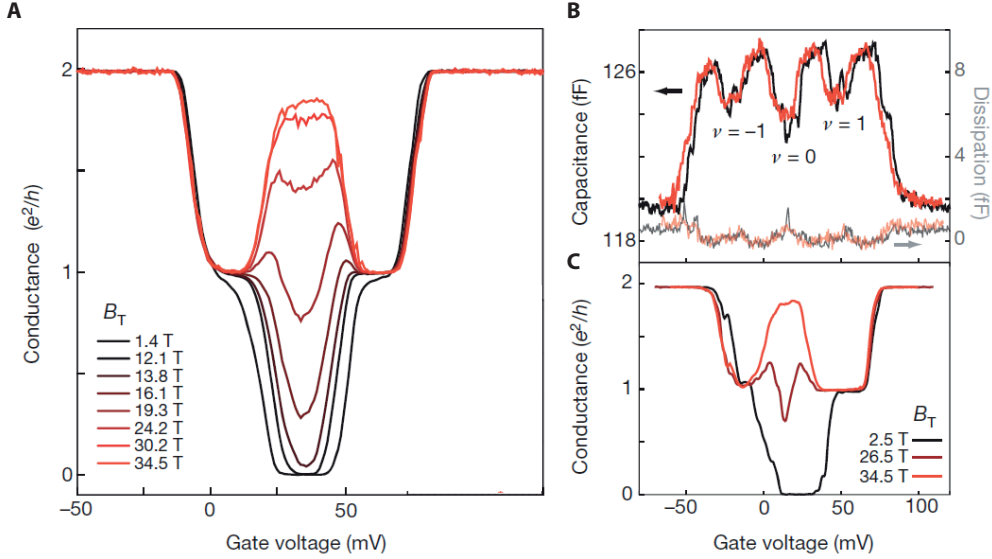 A
Conductance (e²/h)
2
1
0
B_T
1.4 T
12.1 T
13.8 T
16.1 T
19.3 T
24.2 T
30.2 T
34.5 T
−50
0
50
Gate voltage (mV)
B
Capacitance (fF)
126
118
ν = −1
ν = 0
ν = 1
8
4
0
Dissipation (fF)
C
Conductance (e²/h)
2
1
0
B_T
2.5 T
26.5 T
34.5 T
−50
0
50
100
Gate voltage (mV)